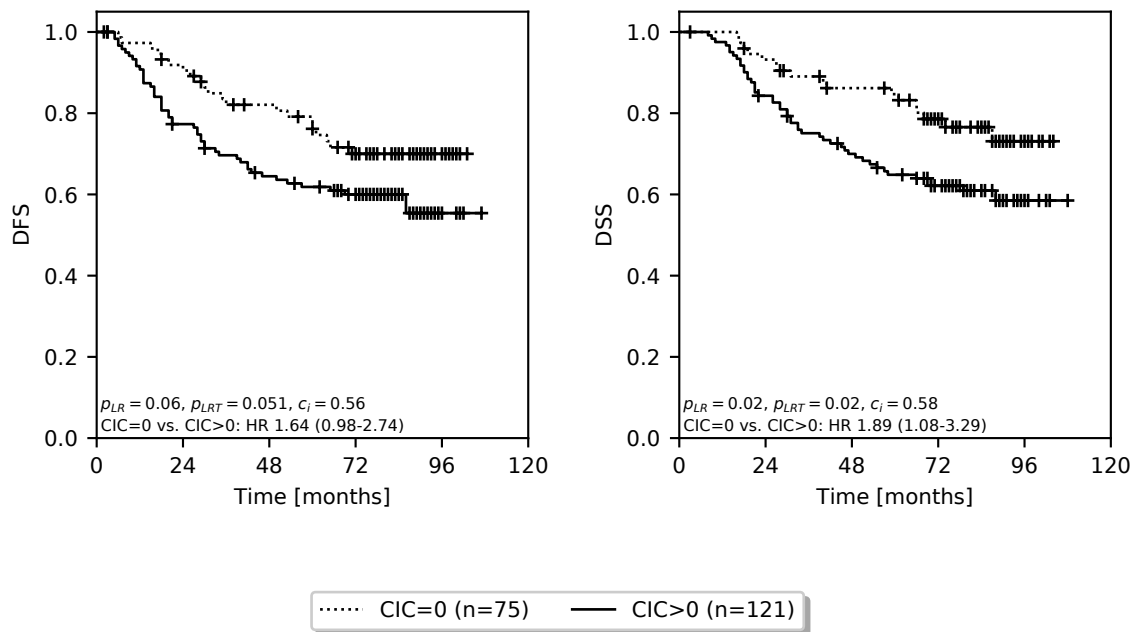 1.0
0.8
0.6
0.4
0.2
0.0
DFS
0 24 48 72 96 120
Time [months]
p_LR = 0.06, p_LRT = 0.051, c_i = 0.56
CIC=0 vs. CIC>0: HR 1.64 (0.98-2.74)
1.0
0.8
0.6
0.4
0.2
0.0
DSS
0 24 48 72 96 120
Time [months]
p_LR = 0.02, p_LRT = 0.02, c_i = 0.58
CIC=0 vs. CIC>0: HR 1.89 (1.08-3.29)
CIC=0 (n=75) CIC>0 (n=121)